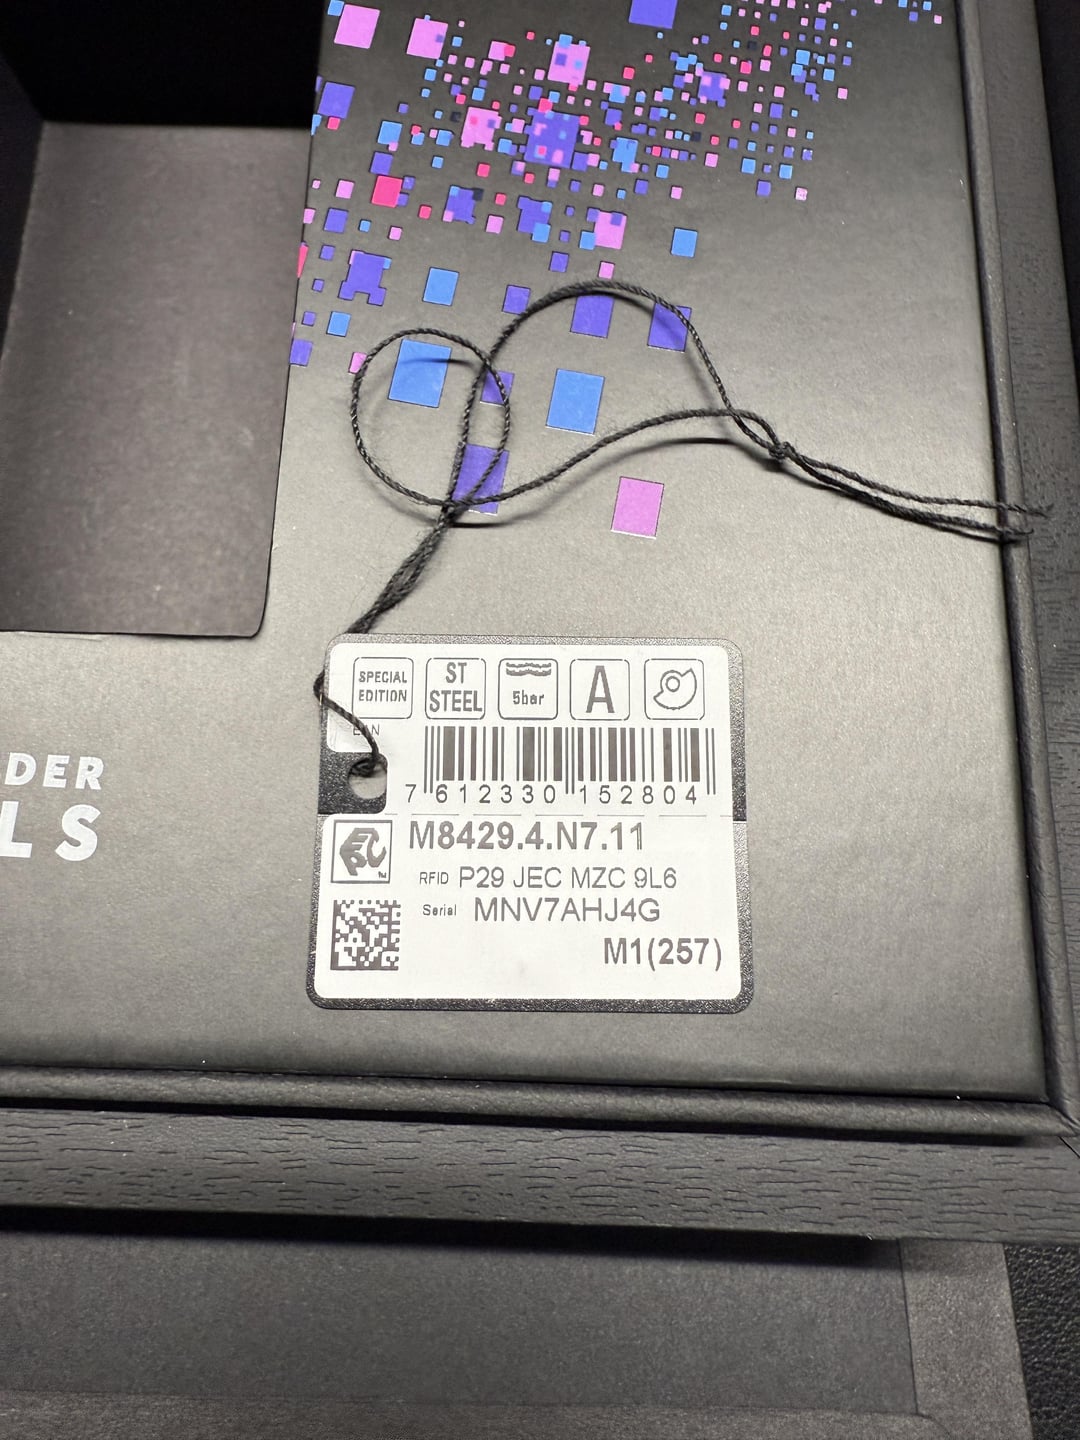 SPECIAL
EDITION
ST
STEEL
5bar
A
EAN
7 612330 152804
M8429.4.N7.11
RFID P29 JEC MZC 9L6
Serial MNV7AHJ4G
M1(257)
DER
LS